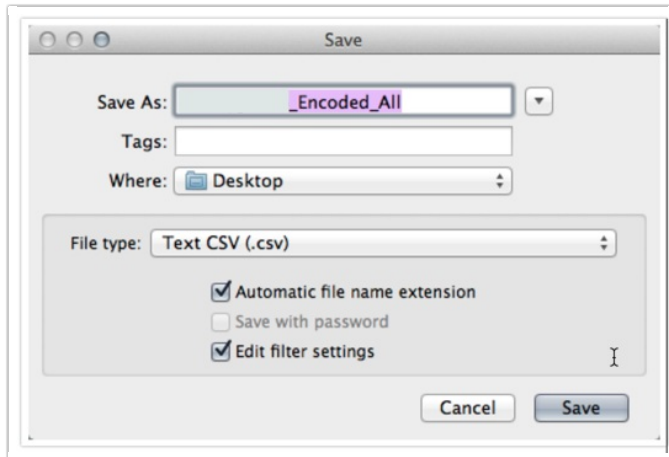 Save
Save As: _Encoded_All
Tags:
Where: Desktop
File type: Text CSV (.csv)
Automatic file name extension
Save with password
Edit filter settings
Cancel Save